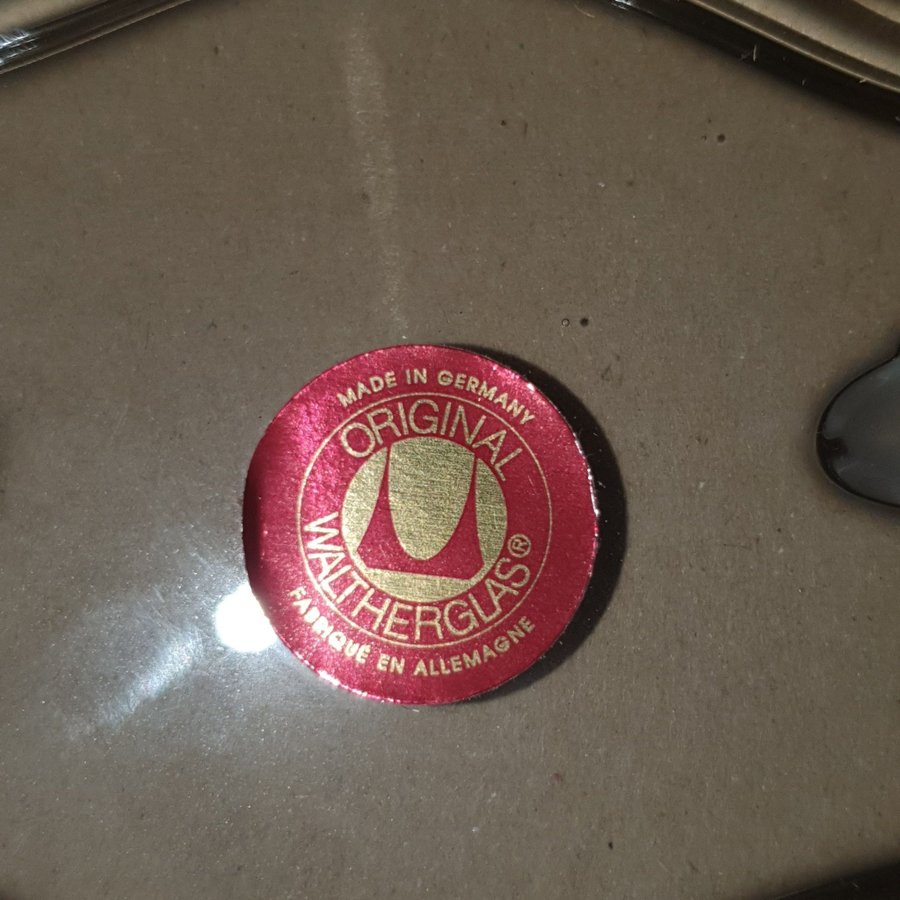 MADE IN GERMANY
ORIGINAL
WALTHERGLAS®
FABRIQUÉ EN ALLEMAGNE